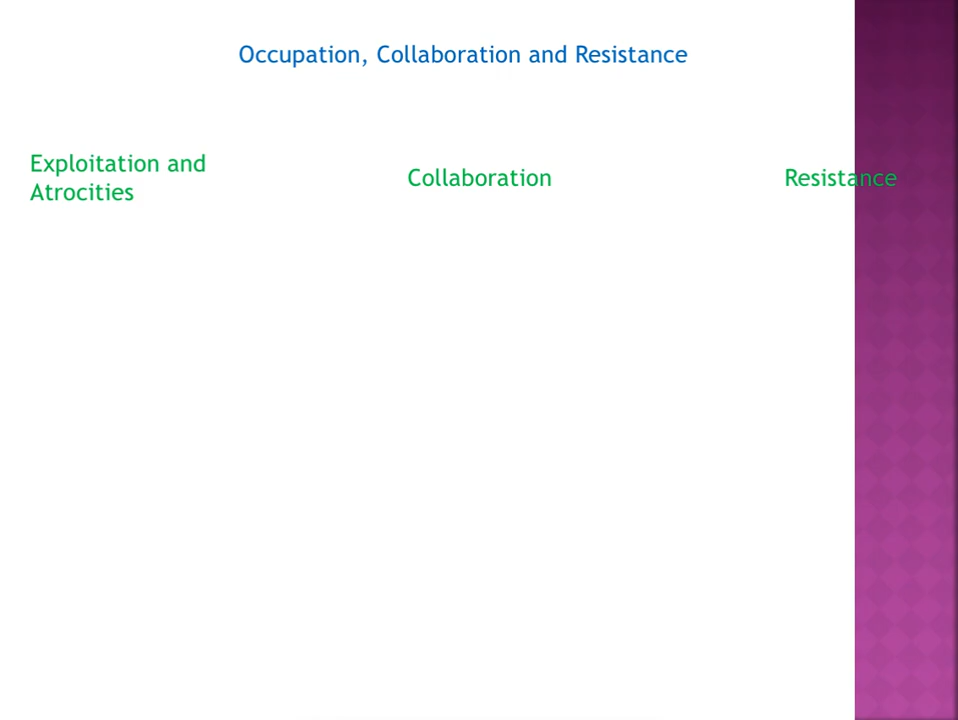 Occupation, Collaboration and Resistance
Exploitation and
Atrocities
Collaboration
Resistance